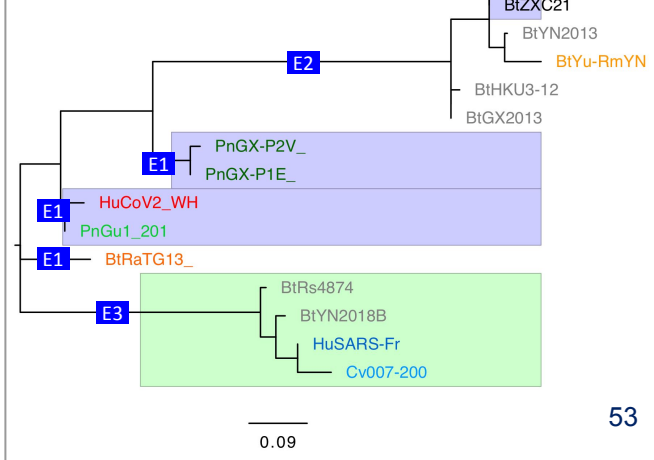 BtZXC21
BtYN2013
E2
BtYu-RmYN
BtHKU3-12
BtGX2013
PnGX-P2V_
E1
PnGX-P1E_
HuCoV2_WH
E1
PnGu1_201
E1
BtRaTG13_
BtRs4874
E3
BtYN2018B
HuSARS-Fr
Cv007-200
53
0.09